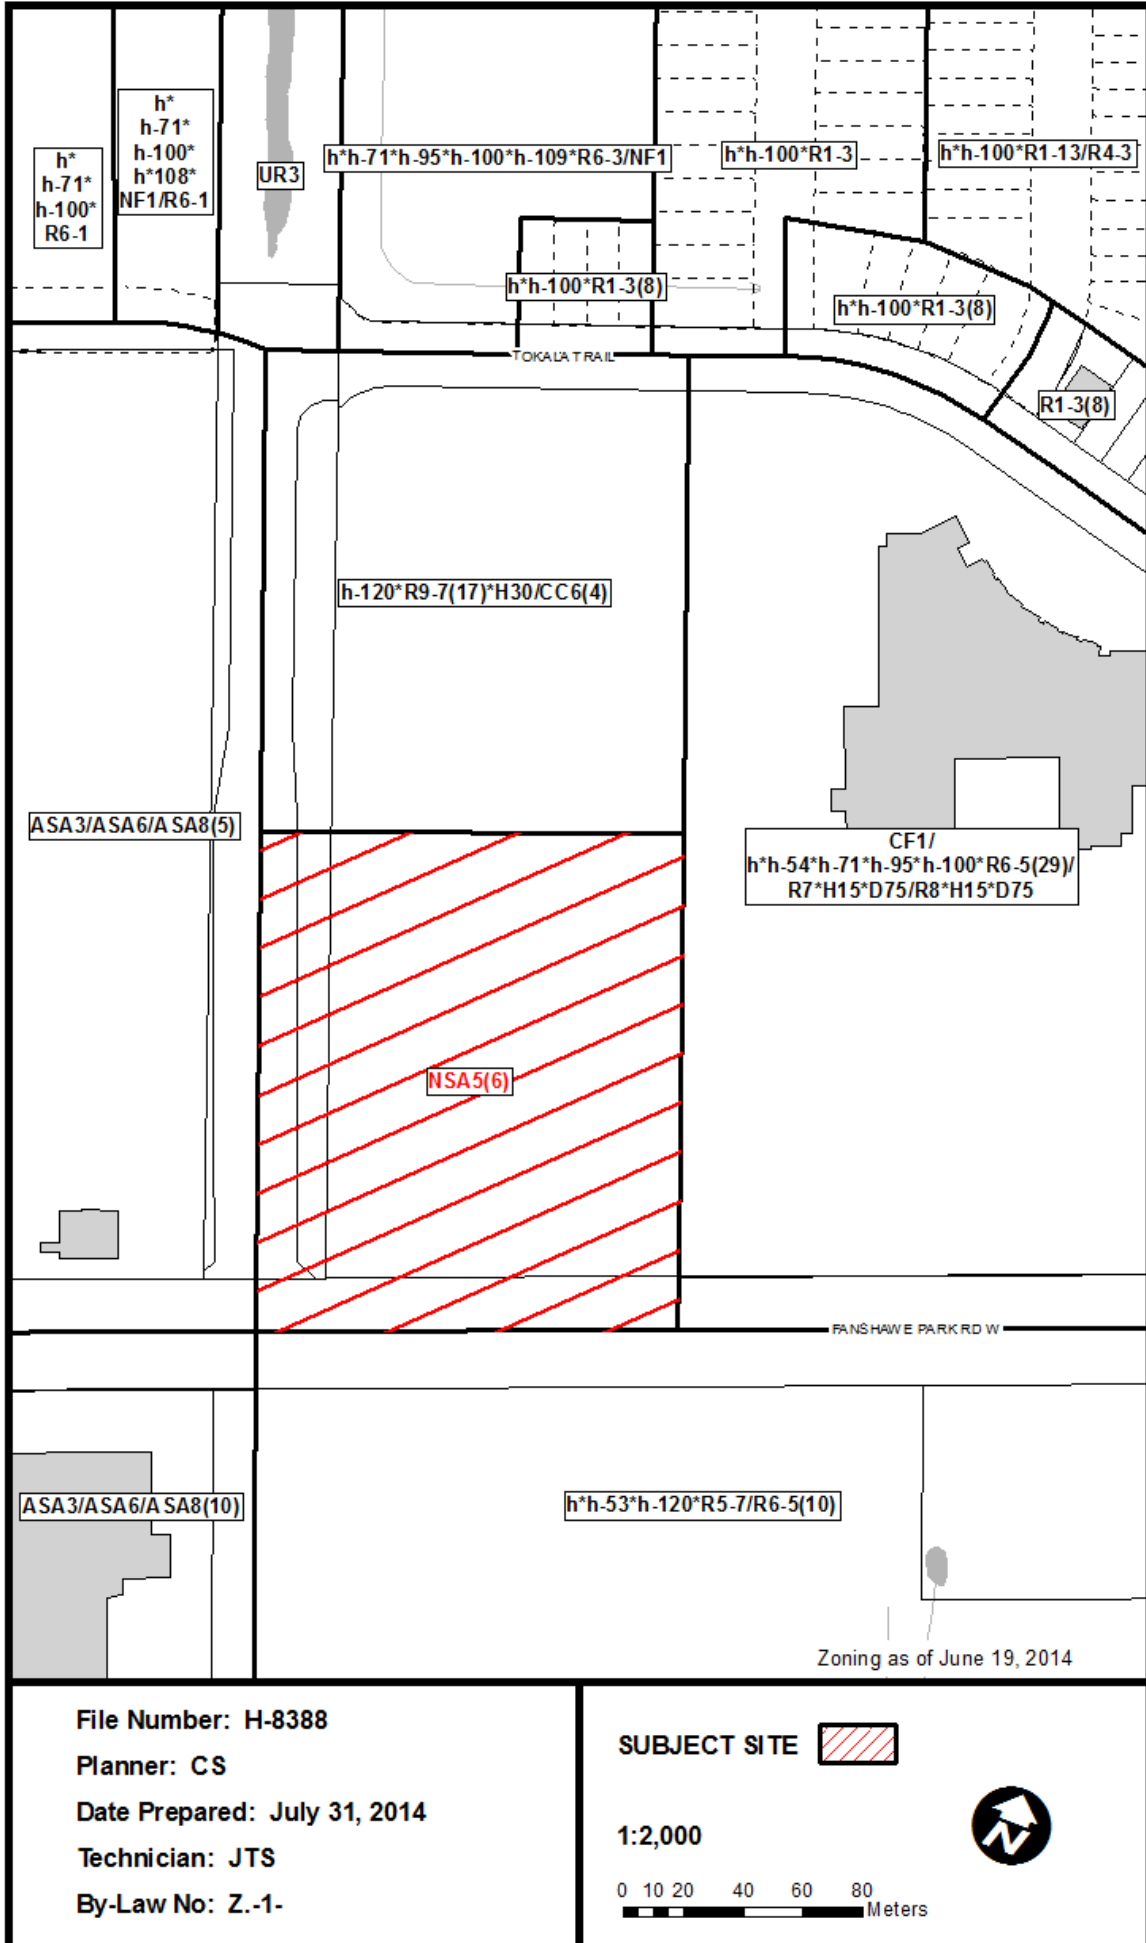 h*
h-71*
h-100*
R6-1
h*
h-71*
h-100*
h*108*
NF1/R6-1
UR3
h*h-71*h-95*h-100*h-109*R6-3/NF1
h*h-100*R1-3
h*h-100*R1-13/R4-3
h*h-100*R1-3(8)
h*h-100*R1-3(8)
R1-3(8)
TOKALA TRAIL
h-120*R9-7(17)*H30/CC6(4)
ASA3/ASA6/ASA8(5)
CF1/
h*h-54*h-71*h-95*h-100*R6-5(29)/
R7*H15*D75/R8*H15*D75
NSA5(6)
FANSHAWE PARK RD W
ASA3/ASA6/ASA8(10)
h*h-53*h-120*R5-7/R6-5(10)
Zoning as of June 19, 2014
File Number: H-8388
Planner: CS
Date Prepared: July 31, 2014
Technician: JTS
By-Law No: Z.-1-
SUBJECT SITE
1:2,000
0 10 20 40 60 80
Meters
N